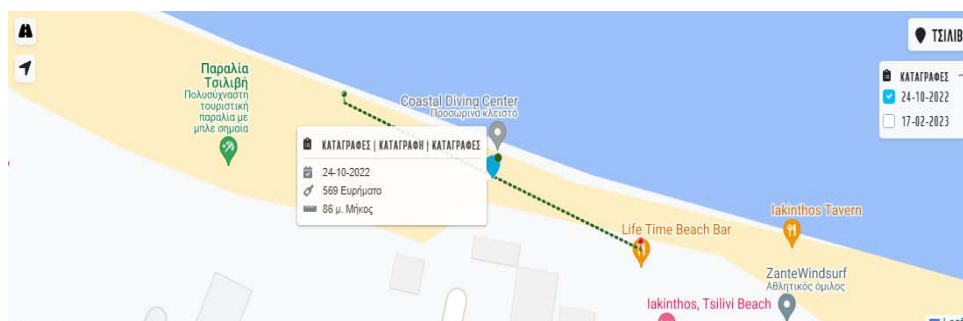 ΤΣΙΛΙΒ
ΚΑΤΑΓΡΑΦΕΣ
24-10-2022
17-02-2023
Παραλία
Τσιλιβή
Πολυσύχναστη
τουριστική
παραλία με
μπλε σημαία
Coastal Diving Center
Προσωρινά κλειστό
ΚΑΤΑΓΡΑΦΕΣ | ΚΑΤΑΓΡΑΦΗ | ΚΑΤΑΓΡΑΦΕΣ
24-10-2022
569 Ευρήματα
86 μ. Μήκος
Life Time Beach Bar
Iakinthos Tavern
ZanteWindsurf
Αθλητικός όμιλος
Iakinthos, Tsilivi Beach